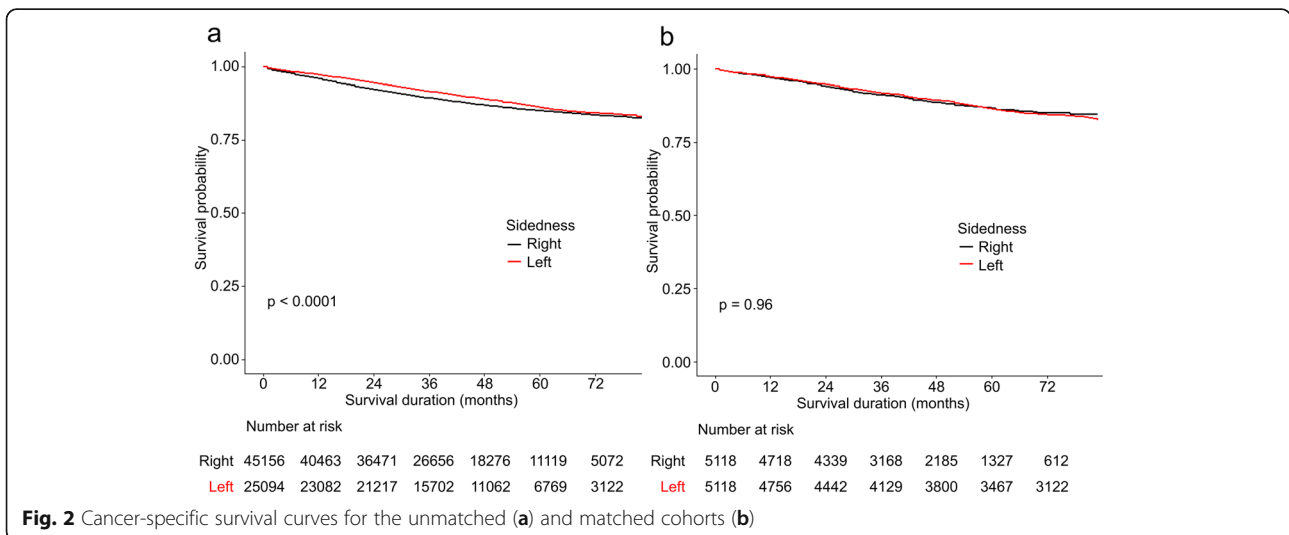 a
1.00
0.75
0.50
0.25
0.00
Survival probability
Sidedness
Right
Left
p < 0.0001
0 12 24 36 48 60 72
Survival duration (months)
Number at risk
Right 45156 40463 36471 26656 18276 11119 5072
Left 25094 23082 21217 15702 11062 6769 3122
b
1.00
0.75
0.50
0.25
0.00
Survival probability
Sidedness
Right
Left
p = 0.96
0 12 24 36 48 60 72
Survival duration (months)
Number at risk
Right 5118 4718 4339 3168 2185 1327 612
Left 5118 4756 4442 4129 3800 3467 3122
Fig. 2 Cancer-specific survival curves for the unmatched (a) and matched cohorts (b)